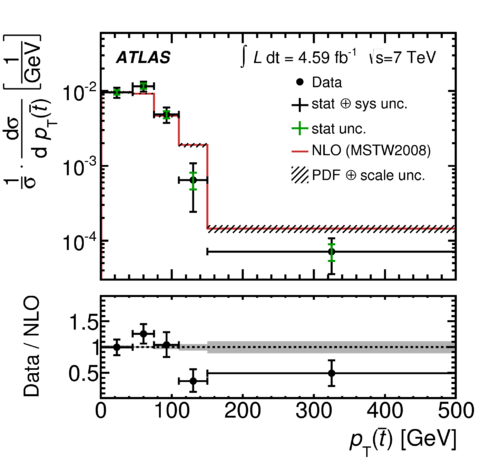 ATLAS
∫ L dt = 4.59 fb⁻¹ √s=7 TeV
Data
stat ⊕ sys unc.
stat unc.
NLO (MSTW2008)
PDF ⊕ scale unc.
1/σ · dσ/d p_T(t̄) [1/GeV]
10⁻²
10⁻³
10⁻⁴
Data / NLO
1.5
1
0.5
0 100 200 300 400 500
p_T(t̄) [GeV]